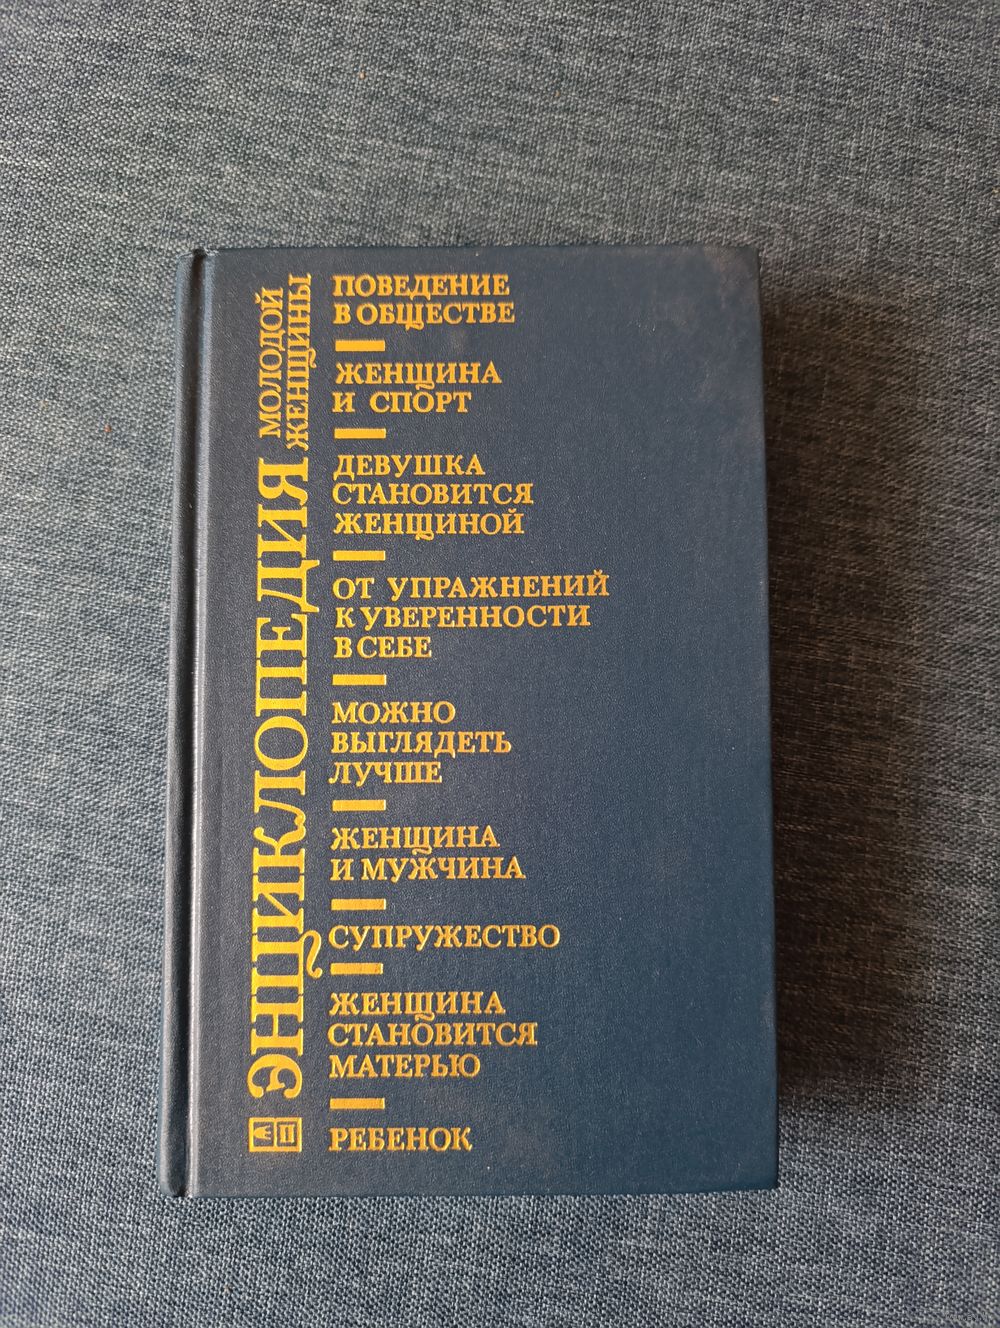 ЭНЦИКЛОПЕДИЯ
МОЛОДОЙ
ЖЕНЩИНЫ
ПОВЕДЕНИЕ
В ОБЩЕСТВЕ
ЖЕНЩИНА
И СПОРТ
ДЕВУШКА
СТАНОВИТСЯ
ЖЕНЩИНОЙ
ОТ УПРАЖНЕНИЙ
К УВЕРЕННОСТИ
В СЕБЕ
МОЖНО
ВЫГЛЯДЕТЬ
ЛУЧШЕ
ЖЕНЩИНА
И МУЖЧИНА
СУПРУЖЕСТВО
ЖЕНЩИНА
СТАНОВИТСЯ
МАТЕРЬЮ
РЕБЕНОК